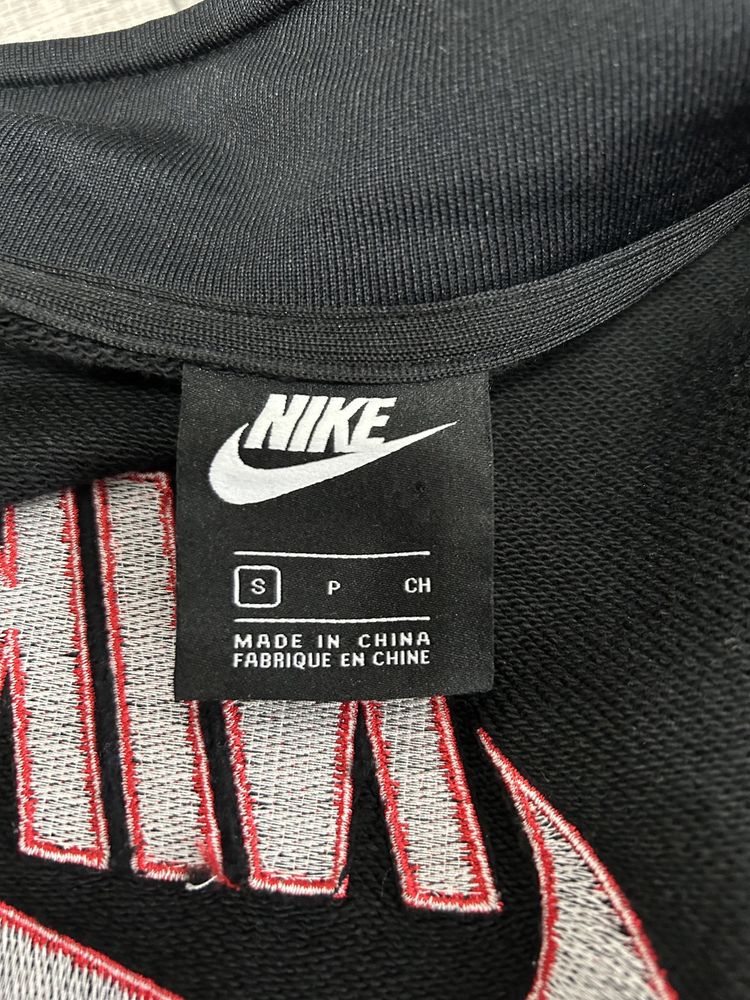 NIKE
S P CH
MADE IN CHINA
FABRIQUE EN CHINE